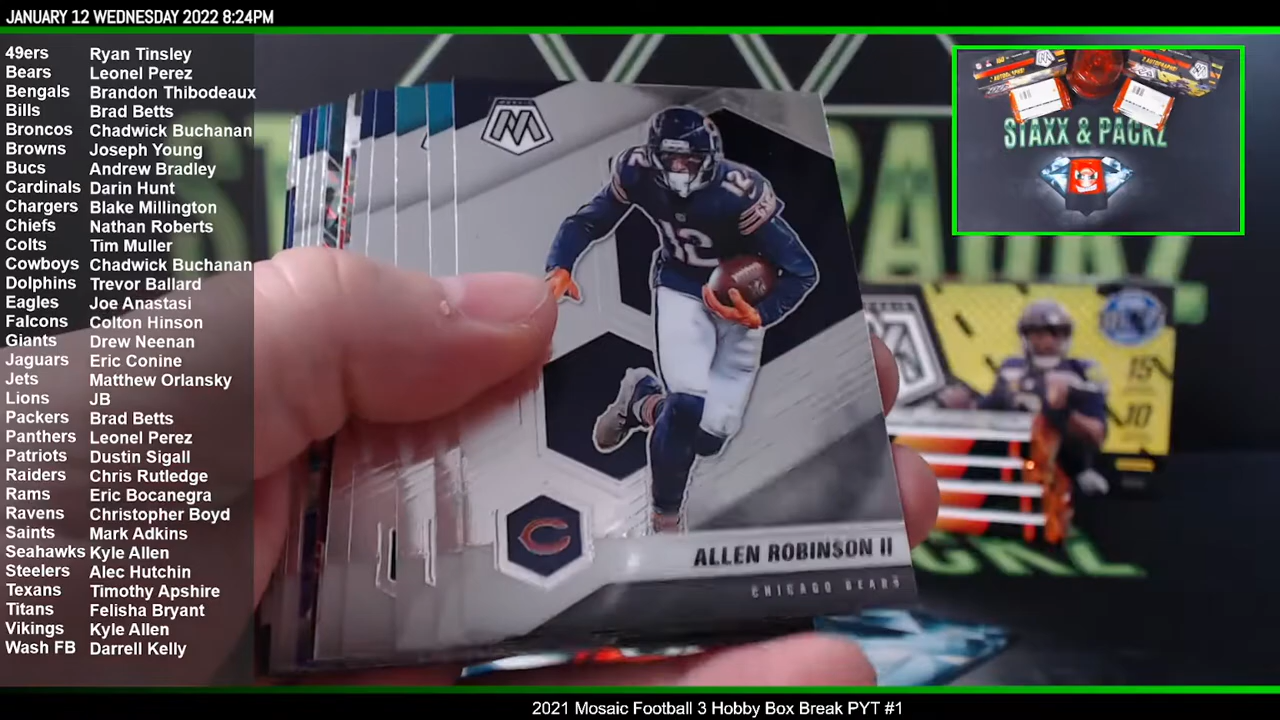 JANUARY 12 WEDNESDAY 2022 8:24PM
49ers Ryan Tinsley
Bears Leonel Perez
Bengals Brandon Thibodeaux
Bills Brad Betts
Broncos Chadwick Buchanan
Browns Joseph Young
Bucs Andrew Bradley
Cardinals Darin Hunt
Chargers Blake Millington
Chiefs Nathan Roberts
Colts Tim Muller
Cowboys Chadwick Buchanan
Dolphins Trevor Ballard
Eagles Joe Anastasi
Falcons Colton Hinson
Giants Drew Neenan
Jaguars Eric Conine
Jets Matthew Orlansky
Lions JB
Packers Brad Betts
Panthers Leonel Perez
Patriots Dustin Sigall
Raiders Chris Rutledge
Rams Eric Bocanegra
Ravens Christopher Boyd
Saints Mark Adkins
Seahawks Kyle Allen
Steelers Alec Hutchin
Texans Timothy Apshire
Titans Felisha Bryant
Vikings Kyle Allen
Wash FB Darrell Kelly
STAXX & PACKZ
12
12
ALLEN ROBINSON II
CHICAGO BEARS
15
10
2021 Mosaic Football 3 Hobby Box Break PYT #1